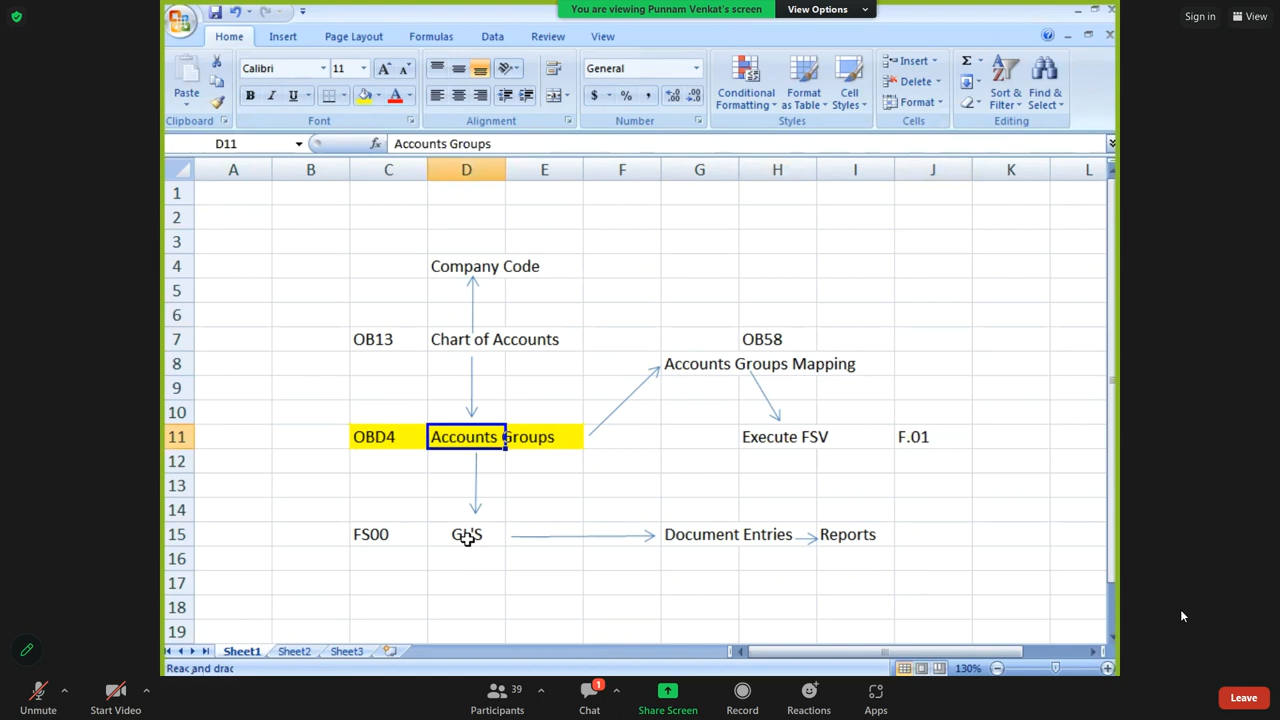 You are viewing Punnam Venkat's screen
View Options
Sign in
View
Home Insert Page Layout Formulas Data Review View
Paste
Calibri 11
General
Conditional Formatting
Format as Table
Cell Styles
Insert
Delete
Format
Sort & Filter
Find & Select
Clipboard Font Alignment Number Styles Cells Editing
D11 fx Accounts Groups
A B C D E F G H I J K L
1
2
3
4 Company Code
5
6
7 OB13 Chart of Accounts OB58
8 Accounts Groups Mapping
9
10
11 OBD4 Accounts Groups Execute FSV F.01
12
13
14
15 FS00 Document Entries Reports
16
17
18
19
Sheet1 Sheet2 Sheet3
130%
Unmute
Start Video
39
Participants
1
Chat
Share Screen
Record
Reactions
Apps
Leave